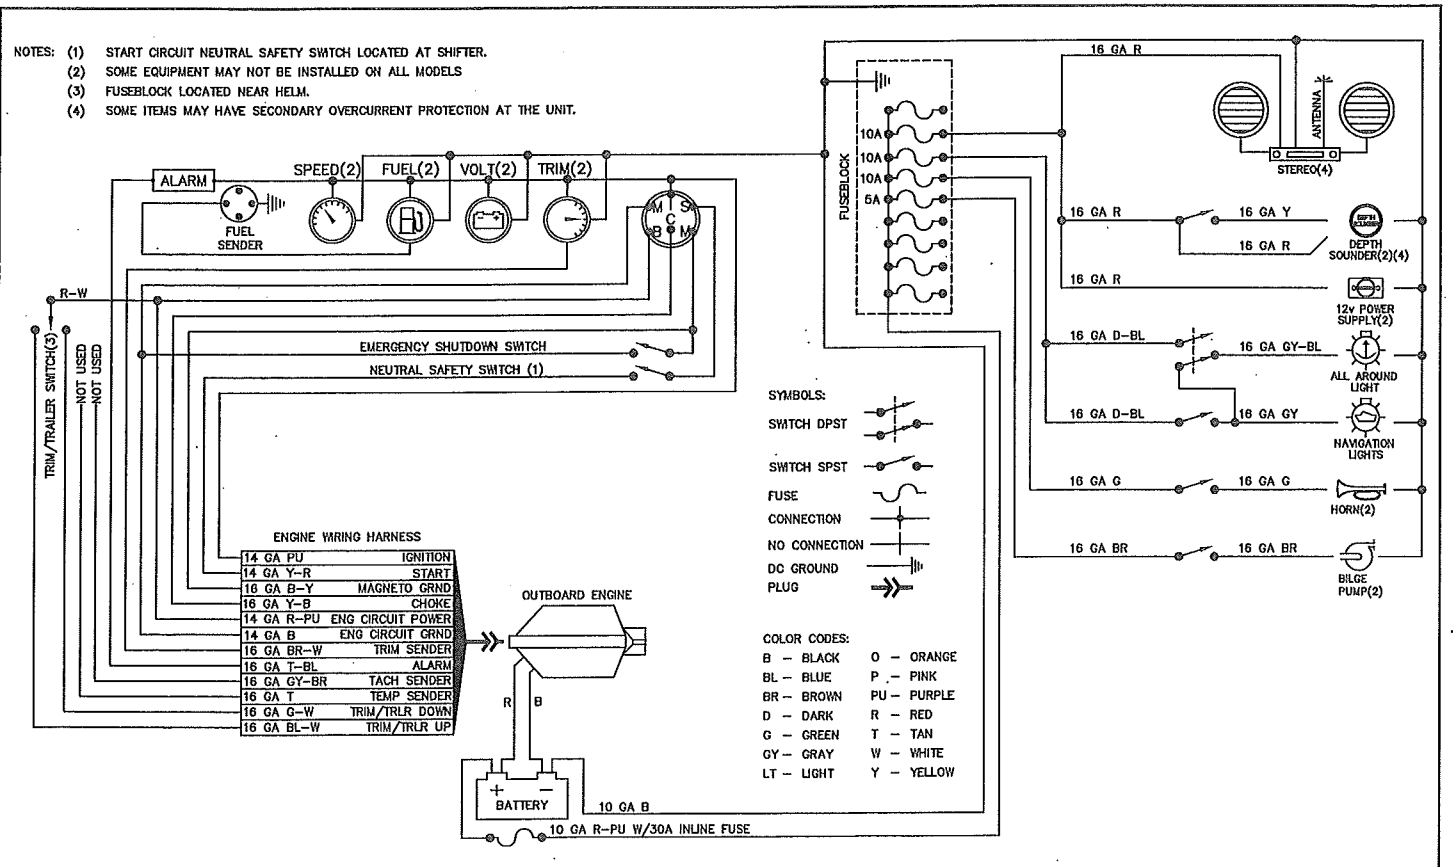 NOTES: (1) START CIRCUIT NEUTRAL SAFETY SWITCH LOCATED AT SHIFTER.
(2) SOME EQUIPMENT MAY NOT BE INSTALLED ON ALL MODELS
(3) FUSEBLOCK LOCATED NEAR HELM.
(4) SOME ITEMS MAY HAVE SECONDARY OVERCURRENT PROTECTION AT THE UNIT.
16 GA R
ANTENNA
STEREO(4)
ALARM
SPEED(2)
FUEL(2)
VOLT(2)
TRIM(2)
FUEL
SENDER
M
S
C
B
M
FUSEBLOCK
10A
10A
10A
5A
16 GA R
16 GA Y
16 GA R
DEPTH
SOUNDER
DEPTH
SOUNDER(2)(4)
16 GA R
12v POWER
SUPPLY(2)
16 GA D-BL
16 GA GY-BL
ALL AROUND
LIGHT
16 GA D-BL
16 GA GY
NAVIGATION
LIGHTS
16 GA G
16 GA G
HORN(2)
16 GA BR
16 GA BR
BILGE
PUMP(2)
R-W
TRIM/TRAILER SWITCH(3)
NOT USED
NOT USED
EMERGENCY SHUTDOWN SWITCH
NEUTRAL SAFETY SWITCH (1)
SYMBOLS:
SWITCH DPST
SWITCH SPST
FUSE
CONNECTION
NO CONNECTION
DC GROUND
PLUG
ENGINE WIRING HARNESS
14 GA PU IGNITION
14 GA Y-R START
16 GA B-Y MAGNETO GRND
16 GA Y-B CHOKE
14 GA R-PU ENG CIRCUIT POWER
14 GA B ENG CIRCUIT GRND
16 GA BR-W TRIM SENDER
16 GA T-BL ALARM
16 GA GY-BR TACH SENDER
16 GA T TEMP SENDER
16 GA G-W TRIM/TRLR DOWN
16 GA BL-W TRIM/TRLR UP
OUTBOARD ENGINE
R
B
+ −
BATTERY
10 GA B
10 GA R-PU W/30A INLINE FUSE
COLOR CODES:
B – BLACK O – ORANGE
BL – BLUE P – PINK
BR – BROWN PU – PURPLE
D – DARK R – RED
G – GREEN T – TAN
GY – GRAY W – WHITE
LT – LIGHT Y – YELLOW